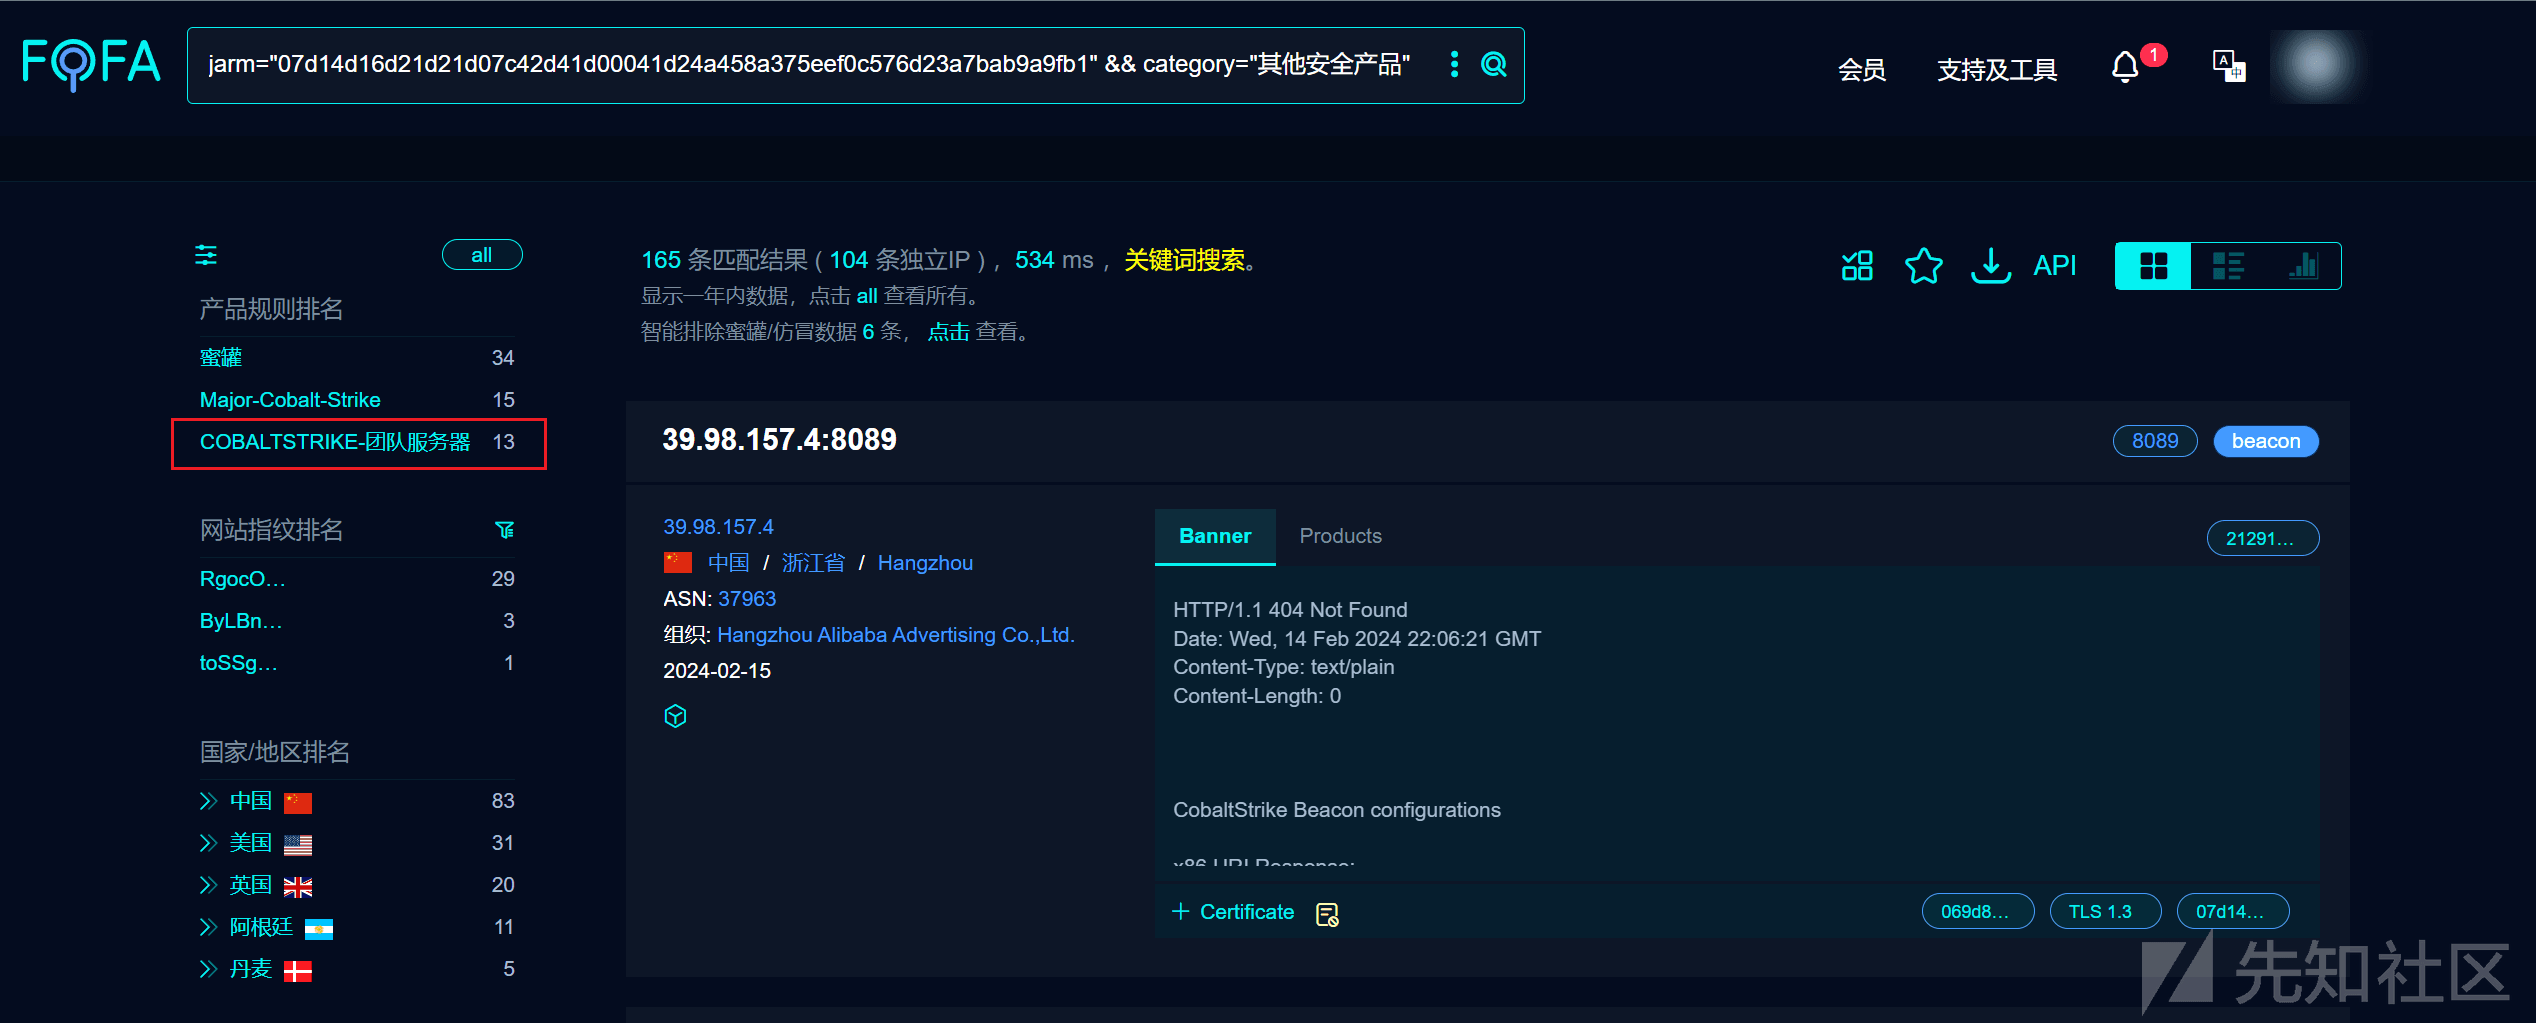 FOFA
jarm="07d14d16d21d21d07c42d41d00041d24a458a375eef0c576d23a7bab9a9fb1" && category="其他安全产品"
会员
支持及工具
1
A
中
all
产品规则排名
蜜罐 34
Major-Cobalt-Strike 15
COBALTSTRIKE-团队服务器 13
网站指纹排名
RgocO… 29
ByLBn… 3
toSSg… 1
国家/地区排名
中国 83
美国 31
英国 20
阿根廷 11
丹麦 5
165 条匹配结果 ( 104 条独立IP ) ， 534 ms ， 关键词搜索。
显示一年内数据，点击 all 查看所有。
智能排除蜜罐/仿冒数据 6 条， 点击 查看。
API
39.98.157.4:8089
8089
beacon
39.98.157.4
中国 / 浙江省 / Hangzhou
ASN: 37963
组织: Hangzhou Alibaba Advertising Co.,Ltd.
2024-02-15
Banner
Products
21291…
HTTP/1.1 404 Not Found
Date: Wed, 14 Feb 2024 22:06:21 GMT
Content-Type: text/plain
Content-Length: 0
CobaltStrike Beacon configurations
x86 URI Response:
+ Certificate
069d8…
TLS 1.3
07d14…
先知社区